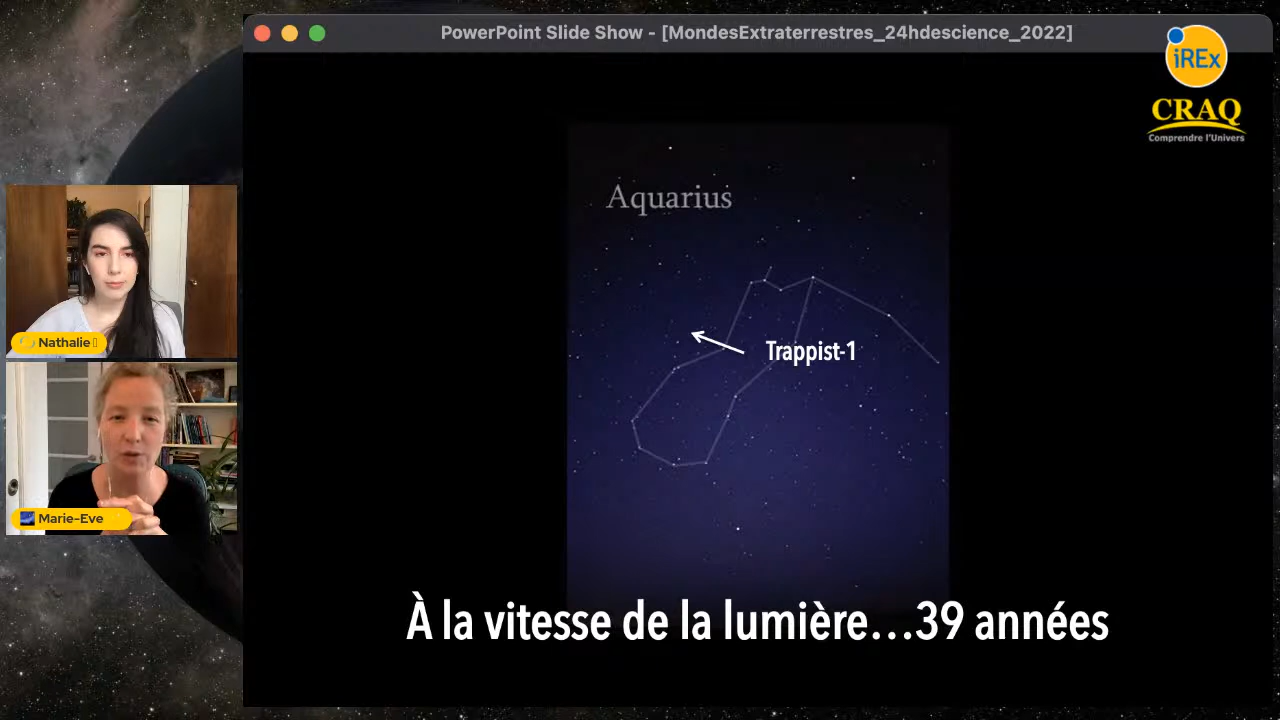 PowerPoint Slide Show - [MondesExtraterrestres_24hdescience_2022]
iREx
CRAQ
Comprendre l'Univers
Aquarius
Trappist-1
Nathalie
Marie-Eve
À la vitesse de la lumière...39 années